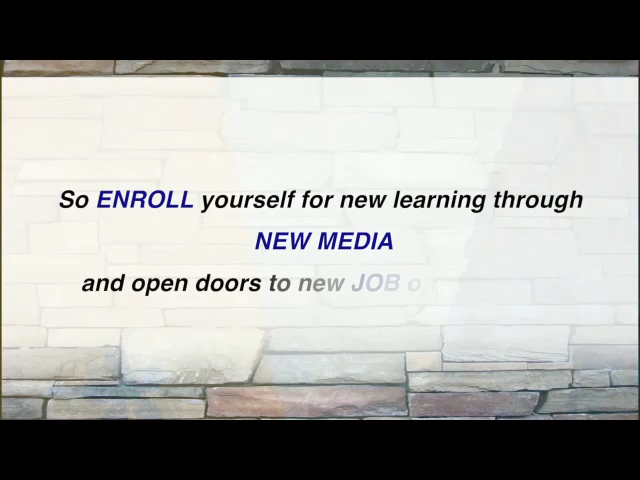 So ENROLL yourself for new learning through
NEW MEDIA
and open doors to new JOB o